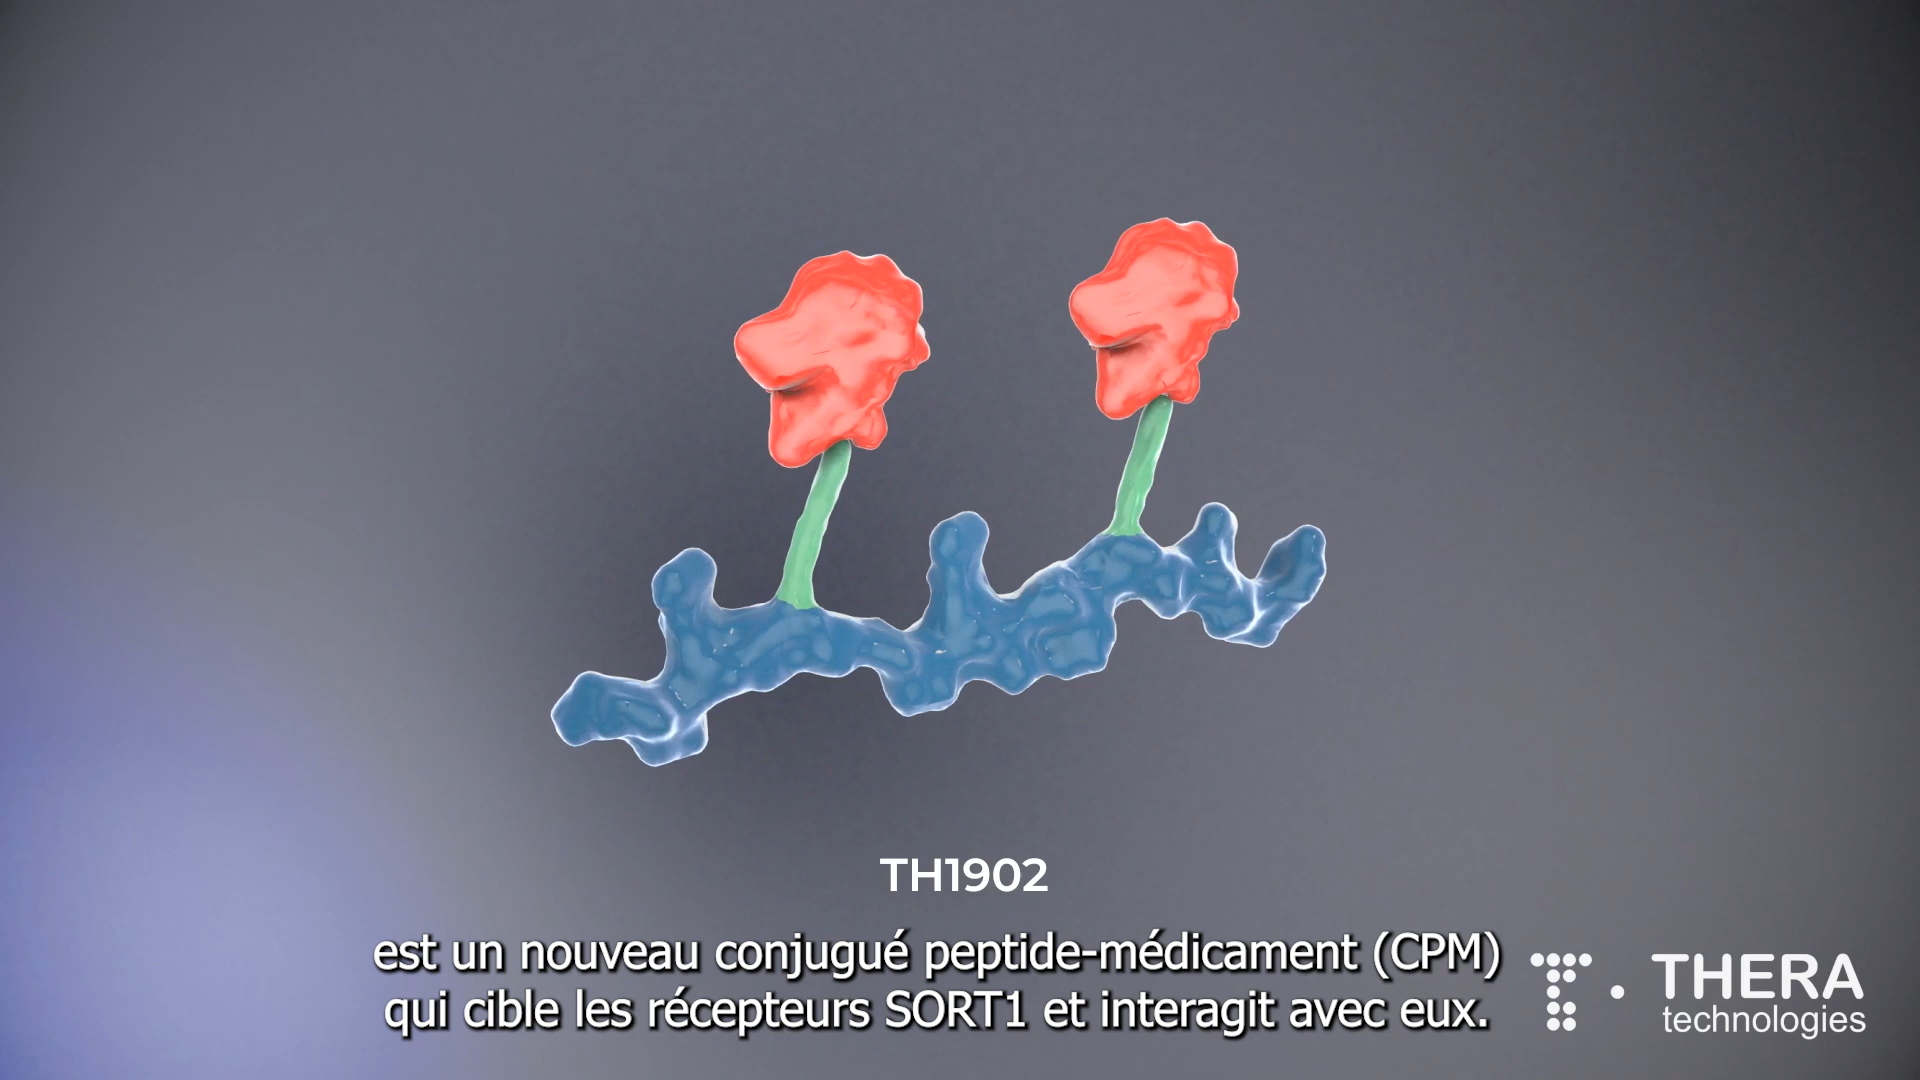 TH1902
est un nouveau conjugué peptide-médicament (CPM)
qui cible les récepteurs SORT1 et interagit avec eux.
THERA
technologies